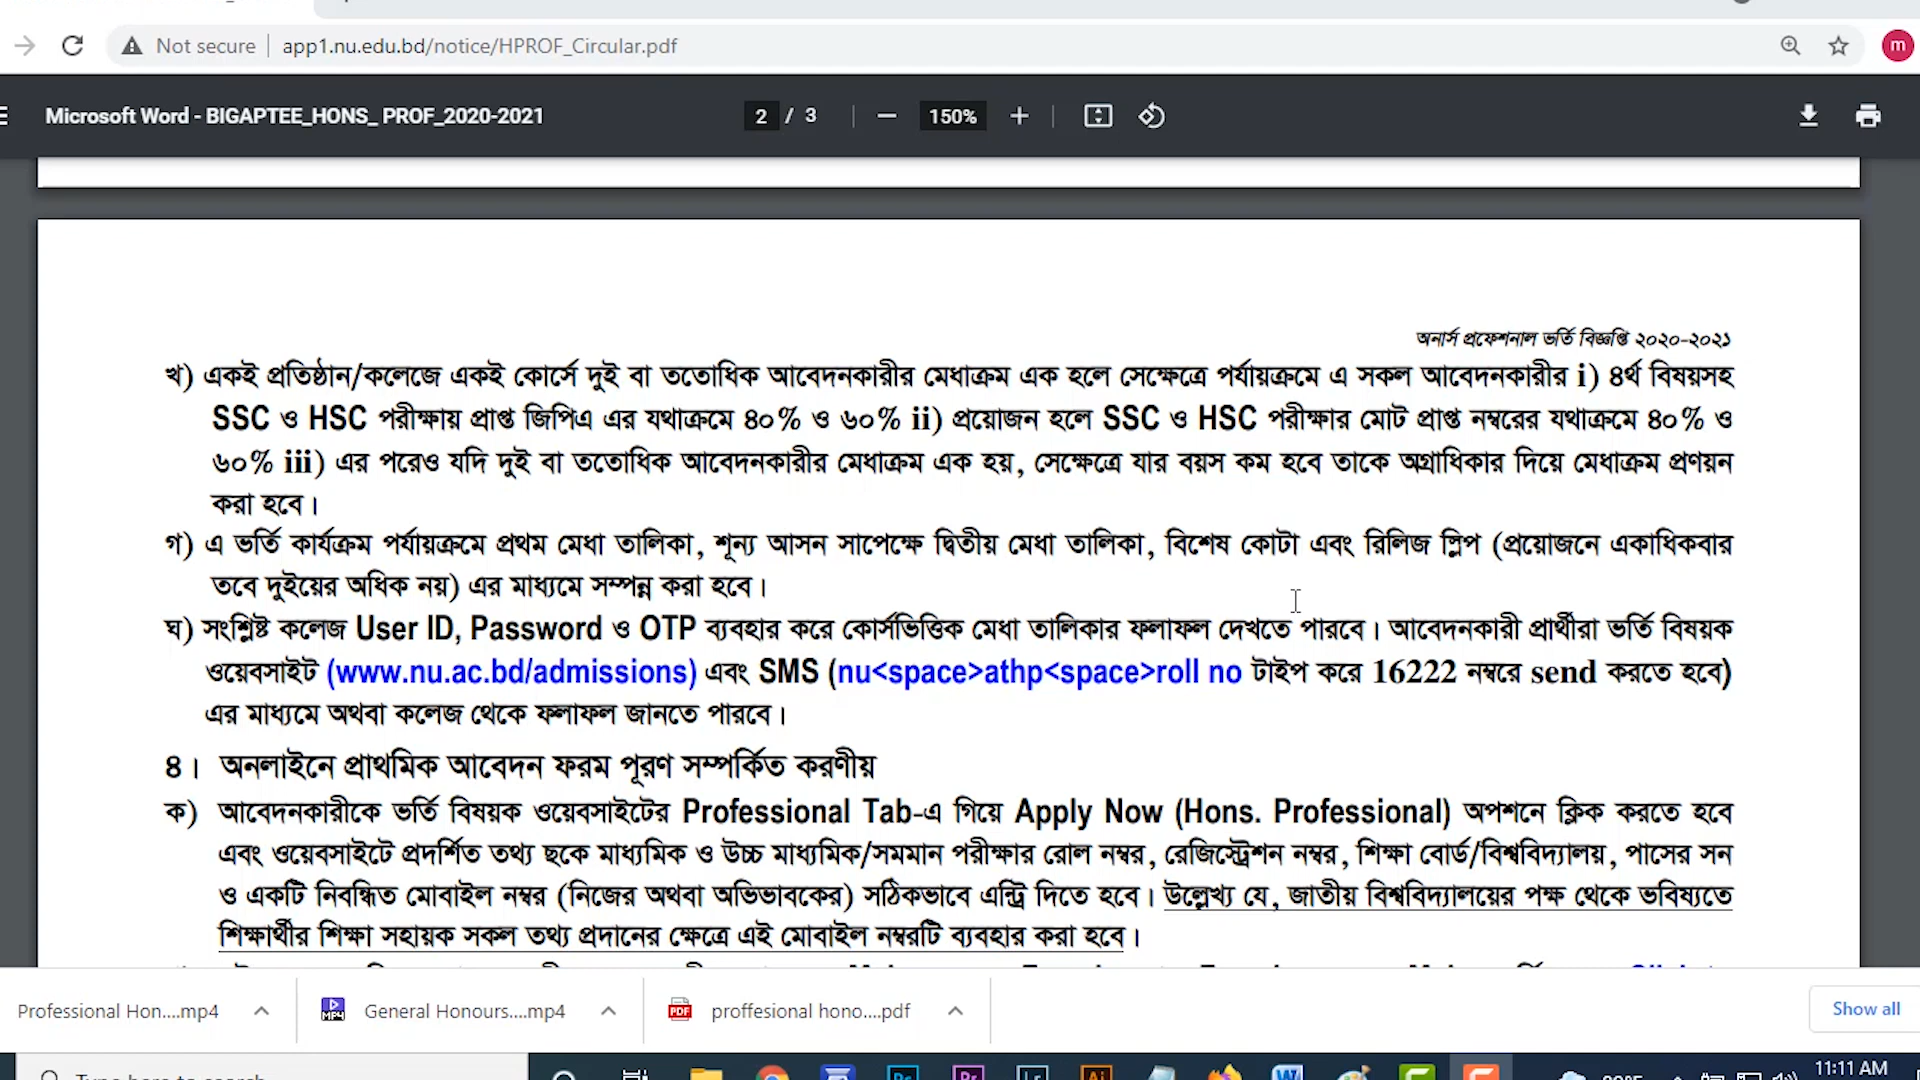 Not secure
app1.nu.edu.bd/notice/HPROF_Circular.pdf
m
Microsoft Word - BIGAPTEE_HONS_ PROF_2020-2021
2 / 3
150%
অনার্স প্রফেশনাল ভর্তি বিজ্ঞপ্তি ২০২০-২০২১
খ) একই প্রতিষ্ঠান/কলেজে একই কোর্সে দুই বা ততোধিক আবেদনকারীর মেধাক্রম এক হলে সেক্ষেত্রে পর্যায়ক্রমে এ সকল আবেদনকারীর i) ৪র্থ বিষয়সহ
SSC ও HSC পরীক্ষায় প্রাপ্ত জিপিএ এর যথাক্রমে ৪০% ও ৬০% ii) প্রয়োজন হলে SSC ও HSC পরীক্ষার মোট প্রাপ্ত নম্বরের যথাক্রমে ৪০% ও
৬০% iii) এর পরেও যদি দুই বা ততোধিক আবেদনকারীর মেধাক্রম এক হয়, সেক্ষেত্রে যার বয়স কম হবে তাকে অগ্রাধিকার দিয়ে মেধাক্রম প্রণয়ন
করা হবে।
গ) এ ভর্তি কার্যক্রম পর্যায়ক্রমে প্রথম মেধা তালিকা, শূন্য আসন সাপেক্ষে দ্বিতীয় মেধা তালিকা, বিশেষ কোটা এবং রিলিজ স্লিপ (প্রয়োজনে একাধিকবার
তবে দুইয়ের অধিক নয়) এর মাধ্যমে সম্পন্ন করা হবে।
ঘ) সংশ্লিষ্ট কলেজ User ID, Password ও OTP ব্যবহার করে কোর্সভিত্তিক মেধা তালিকার ফলাফল দেখতে পারবে। আবেদনকারী প্রার্থীরা ভর্তি বিষয়ক
ওয়েবসাইট (www.nu.ac.bd/admissions) এবং SMS (nu<space>athp<space>roll no টাইপ করে 16222 নম্বরে send করতে হবে)
এর মাধ্যমে অথবা কলেজ থেকে ফলাফল জানতে পারবে।
৪। অনলাইনে প্রাথমিক আবেদন ফরম পূরণ সম্পর্কিত করণীয়
ক) আবেদনকারীকে ভর্তি বিষয়ক ওয়েবসাইটের Professional Tab-এ গিয়ে Apply Now (Hons. Professional) অপশনে ক্লিক করতে হবে
এবং ওয়েবসাইটে প্রদর্শিত তথ্য ছকে মাধ্যমিক ও উচ্চ মাধ্যমিক/সমমান পরীক্ষার রোল নম্বর, রেজিস্ট্রেশন নম্বর, শিক্ষা বোর্ড/বিশ্ববিদ্যালয়, পাসের সন
ও একটি নিবন্ধিত মোবাইল নম্বর (নিজের অথবা অভিভাবকের) সঠিকভাবে এন্ট্রি দিতে হবে। উল্লেখ্য যে, জাতীয় বিশ্ববিদ্যালয়ের পক্ষ থেকে ভবিষ্যতে
শিক্ষার্থীর শিক্ষা সহায়ক সকল তথ্য প্রদানের ক্ষেত্রে এই মোবাইল নম্বরটি ব্যবহার করা হবে।
Professional Hon....mp4
General Honours....mp4
proffesional hono....pdf
Show all
Type here to search
11:11 AM